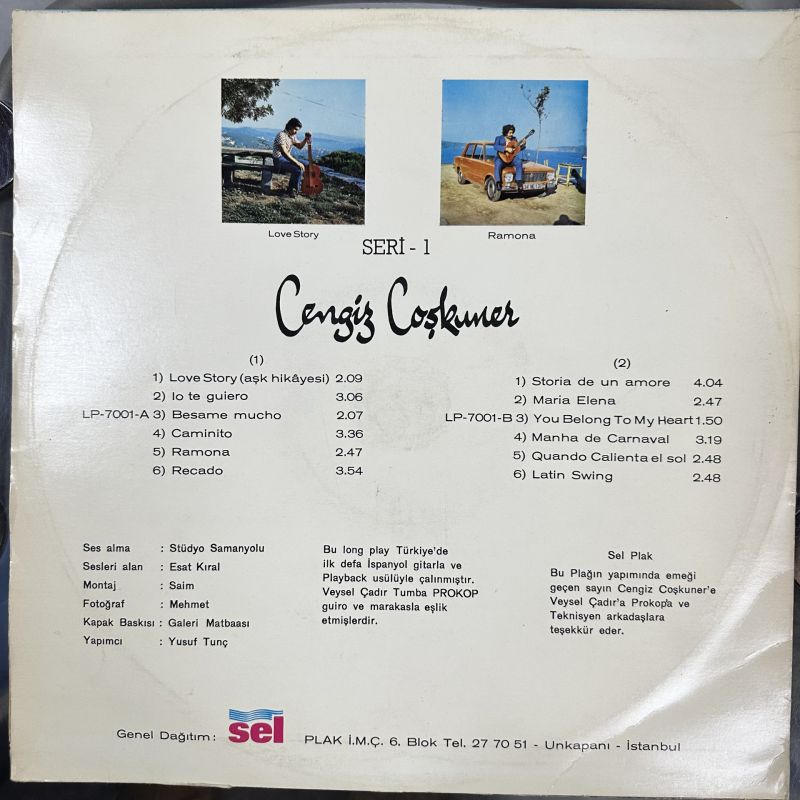 Love Story
Ramona
SERİ - 1
Cengiz Coşkuner
(1)
1) Love Story (aşk hikâyesi) 2.09
2) Io te guiero 3.06
LP-7001-A 3) Besame mucho 2.07
4) Caminito 3.36
5) Ramona 2.47
6) Recado 3.54
(2)
1) Storia de un amore 4.04
2) Maria Elena 2.47
LP-7001-B 3) You Belong To My Heart 1.50
4) Manha de Carnaval 3.19
5) Quando Calienta el sol 2.48
6) Latin Swing 2.48
Ses alma : Stüdyo Samanyolu
Sesleri alan : Esat Kıral
Montaj : Saim
Fotoğraf : Mehmet
Kapak Baskısı : Galeri Matbaası
Yapımcı : Yusuf Tunç
Bu long play Türkiye'de
ilk defa İspanyol gitarla ve
Playback usülüyle çalınmıştır.
Veysel Çadır Tumba PROKOP
guiro ve marakasla eşlik
etmişlerdir.
Sel Plak
Bu Plağın yapımında emeği
geçen sayın Cengiz Coşkuner'e
Veysel Çadır'a Prokop'a ve
Teknisyen arkadaşlara
teşekkür eder.
Genel Dağıtım : sel PLAK İ.M.Ç. 6. Blok Tel. 27 70 51 - Unkapanı - İstanbul